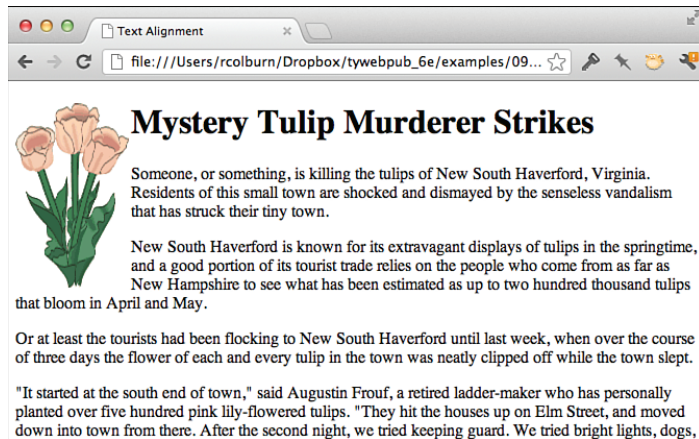 Text Alignment
file:///Users/rcolburn/Dropbox/tywebpub_6e/examples/09...
Mystery Tulip Murderer Strikes
Someone, or something, is killing the tulips of New South Haverford, Virginia.
Residents of this small town are shocked and dismayed by the senseless vandalism
that has struck their tiny town.
New South Haverford is known for its extravagant displays of tulips in the springtime,
and a good portion of its tourist trade relies on the people who come from as far as
New Hampshire to see what has been estimated as up to two hundred thousand tulips
that bloom in April and May.
Or at least the tourists had been flocking to New South Haverford until last week, when over the course
of three days the flower of each and every tulip in the town was neatly clipped off while the town slept.
"It started at the south end of town," said Augustin Frouf, a retired ladder-maker who has personally
planted over five hundred pink lily-flowered tulips. "They hit the houses up on Elm Street, and moved
down into town from there. After the second night, we tried keeping guard. We tried bright lights, dogs,